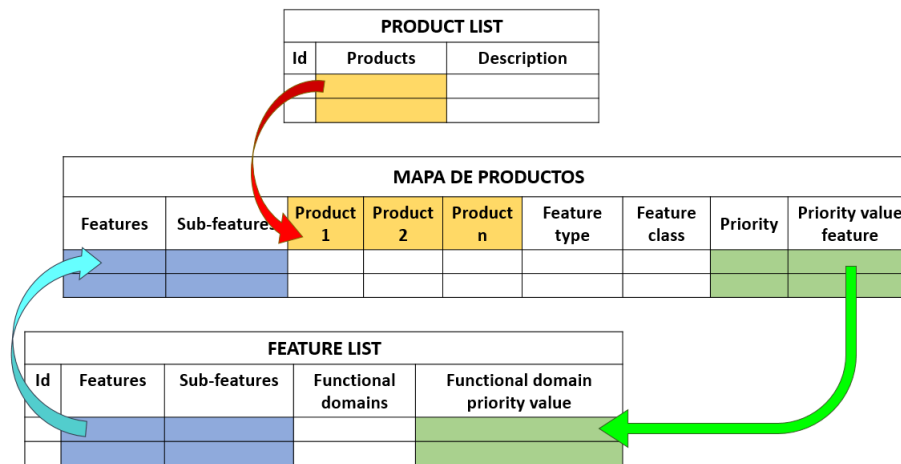 PRODUCT LIST
Id Products Description
MAPA DE PRODUCTOS
Features Sub-features Product 1 Product 2 Product n Feature type Feature class Priority Priority value feature
FEATURE LIST
Id Features Sub-features Functional domains Functional domain priority value